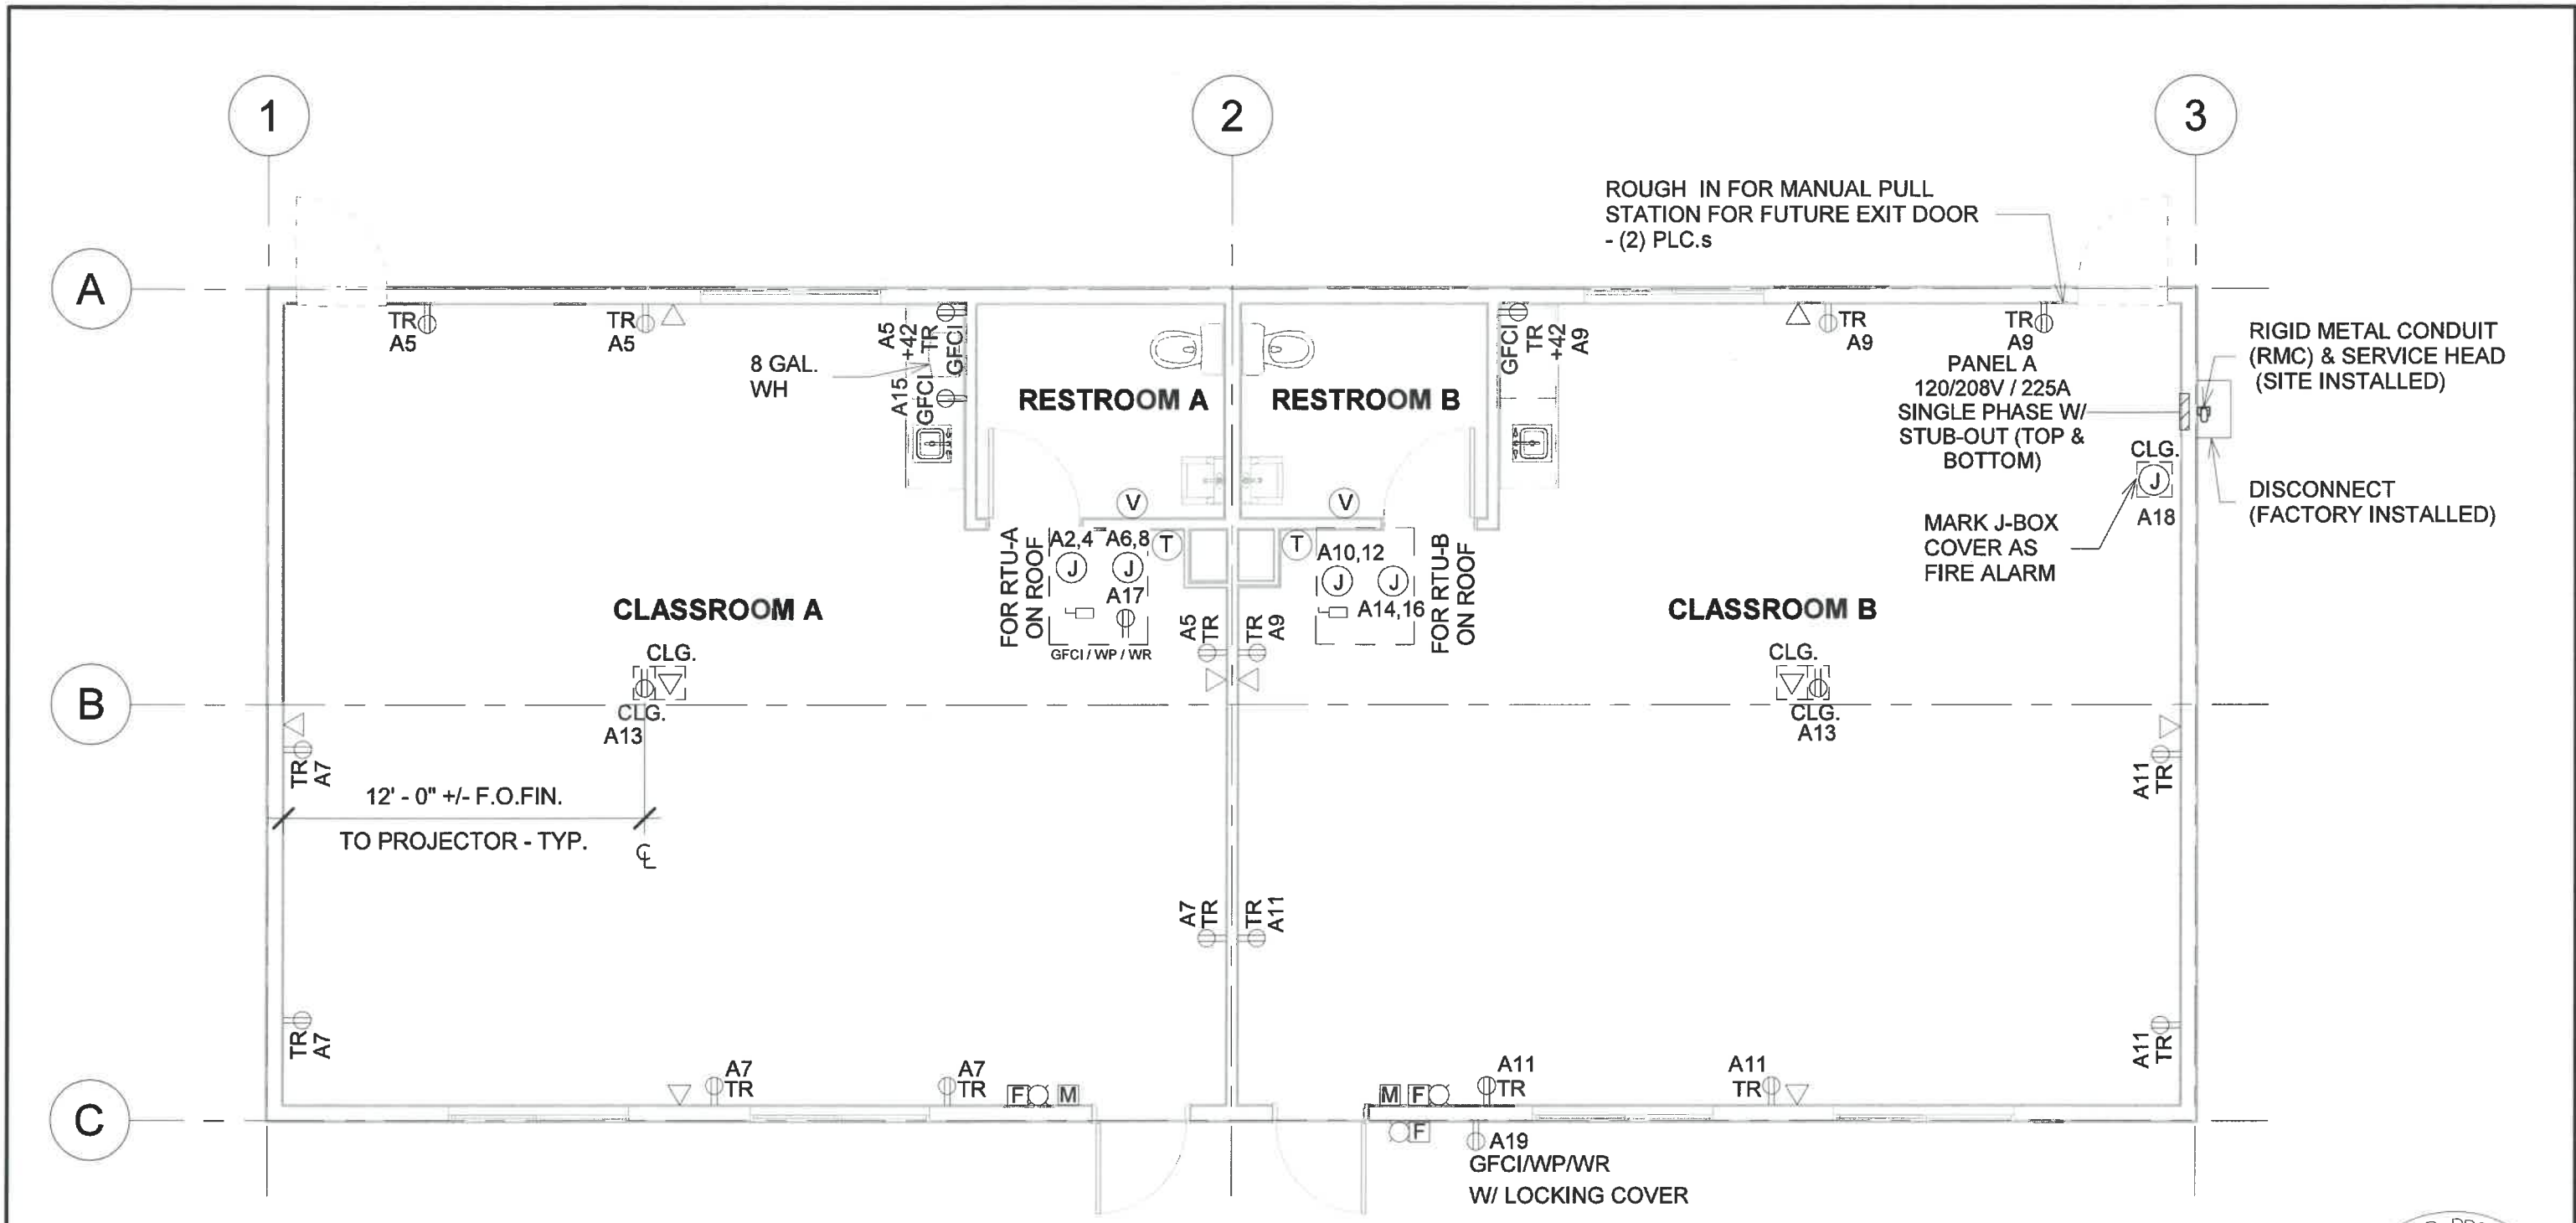 1
2
3
A
B
C
ROUGH IN FOR MANUAL PULL
STATION FOR FUTURE EXIT DOOR
- (2) PLC.s
TR
A5
TR
A5
8 GAL.
WH
A5
+42
TR
GFCI
A15
GFCI
RESTROOM A
RESTROOM B
GFCI
TR
+42
A9
TR
A9
TR
A9
PANEL A
120/208V / 225A
SINGLE PHASE W/
STUB-OUT (TOP &
BOTTOM)
RIGID METAL CONDUIT
(RMC) & SERVICE HEAD
(SITE INSTALLED)
CLG.
J
A18
DISCONNECT
(FACTORY INSTALLED)
MARK J-BOX
COVER AS
FIRE ALARM
V
V
FOR RTU-A
ON ROOF
A2,4
A6,8
T
J
J
A17
GFCI / WP / WR
T
A10,12
J
J
A14,16
FOR RTU-B
ON ROOF
CLASSROOM A
CLASSROOM B
A5
TR
TR
A9
CLG.
CLG.
A13
CLG.
CLG.
A13
TR
A7
12' - 0" +/- F.O.FIN.
TO PROJECTOR - TYP.
CL
A11
TR
A7
TR
TR
A11
TR
A7
A11
TR
A7
TR
A7
TR
F
M
M
F
A11
TR
A11
TR
F
A19
GFCI/WP/WR
W/ LOCKING COVER